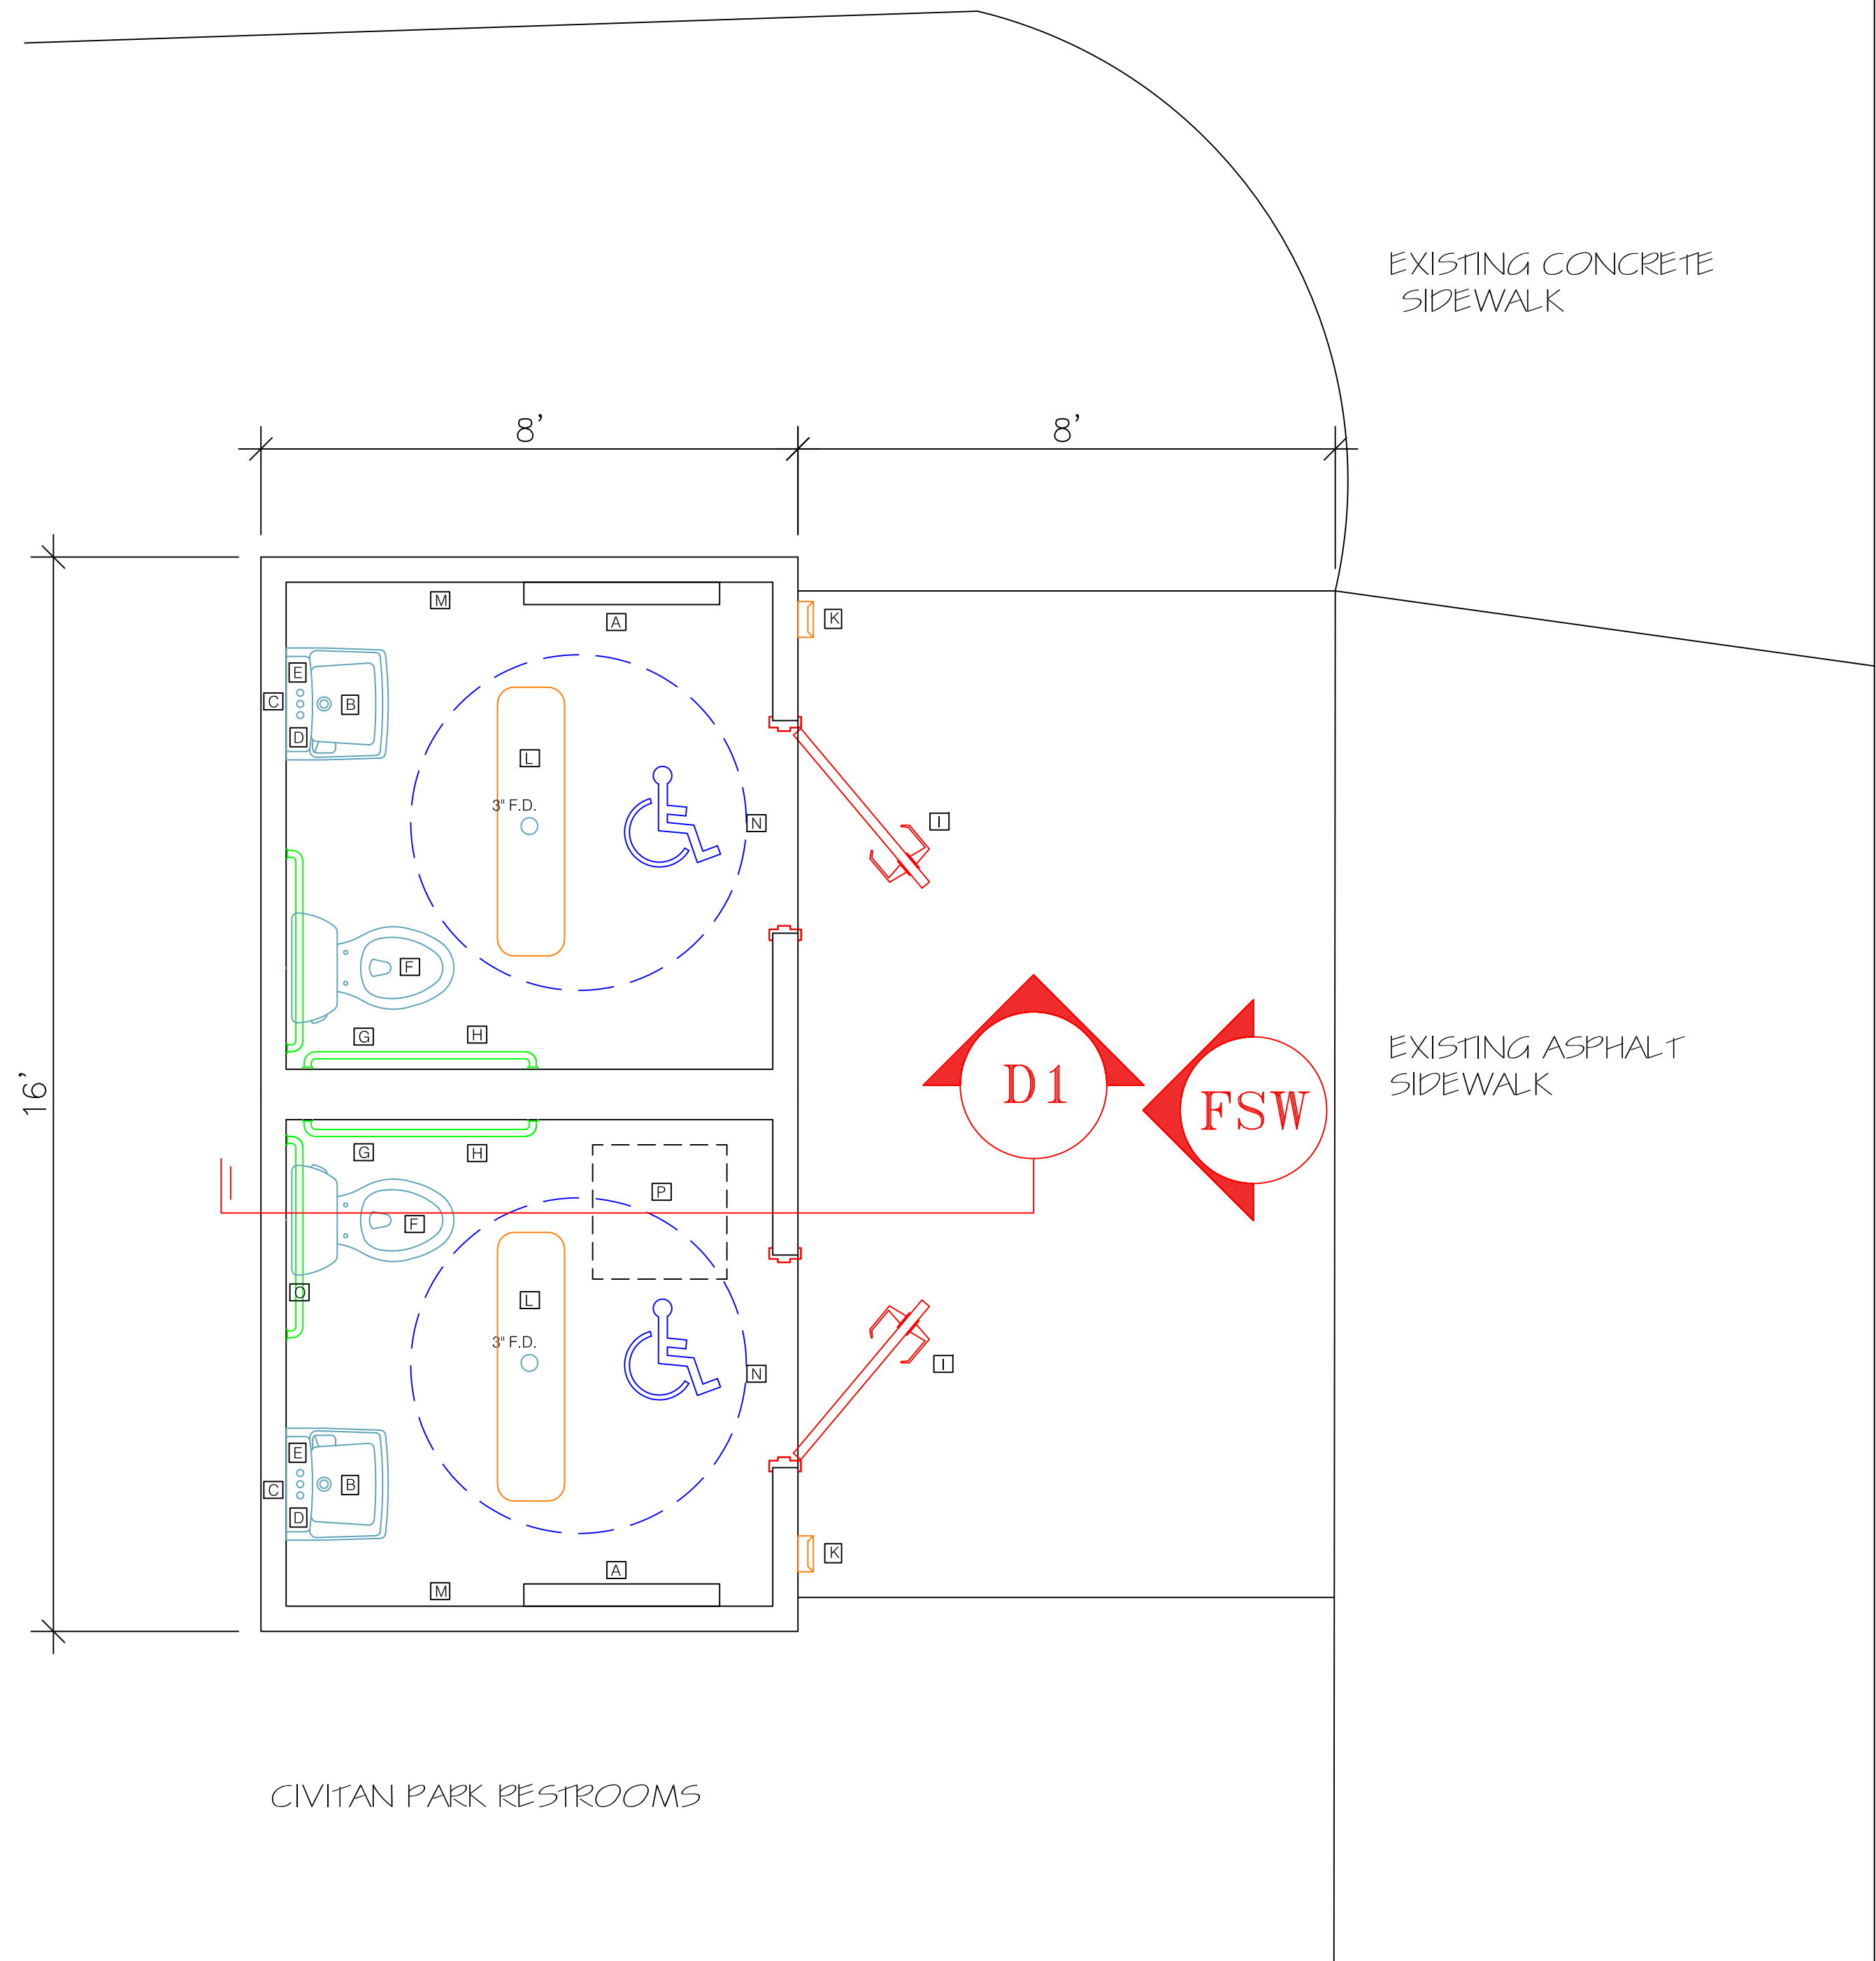 EXISTING CONCRETE
SIDEWALK
8'
8'
M
A
K
E
C
B
D
L
3" F.D.
N
I
F
G
H
16'
D1
FSW
EXISTING ASPHALT
SIDEWALK
G
H
P
F
O
L
3" F.D.
N
I
E
C
B
D
K
A
M
CIVITAN PARK RESTROOMS